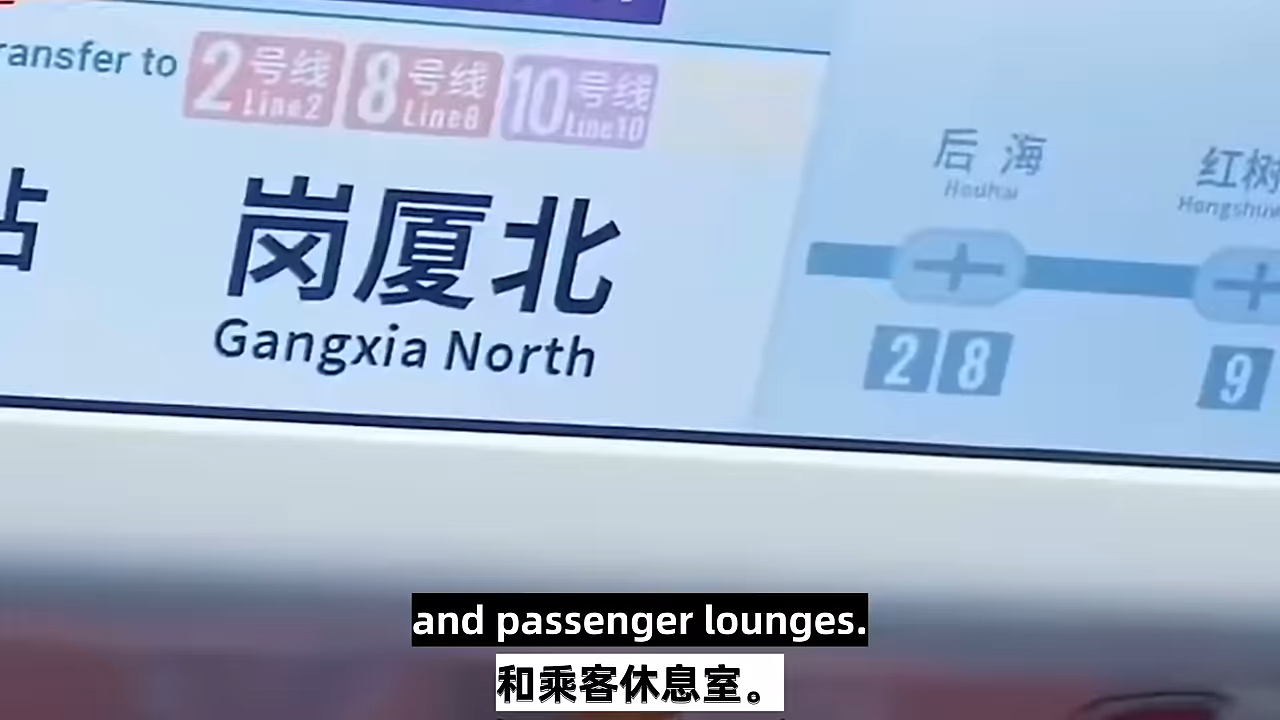 ransfer to 2号线 Line2 8号线 Line8 10号线 Line10
站
岗厦北
Gangxia North
后海
Houhai
2 8
红树
Hongshuw
9
and passenger lounges.
和乘客休息室。